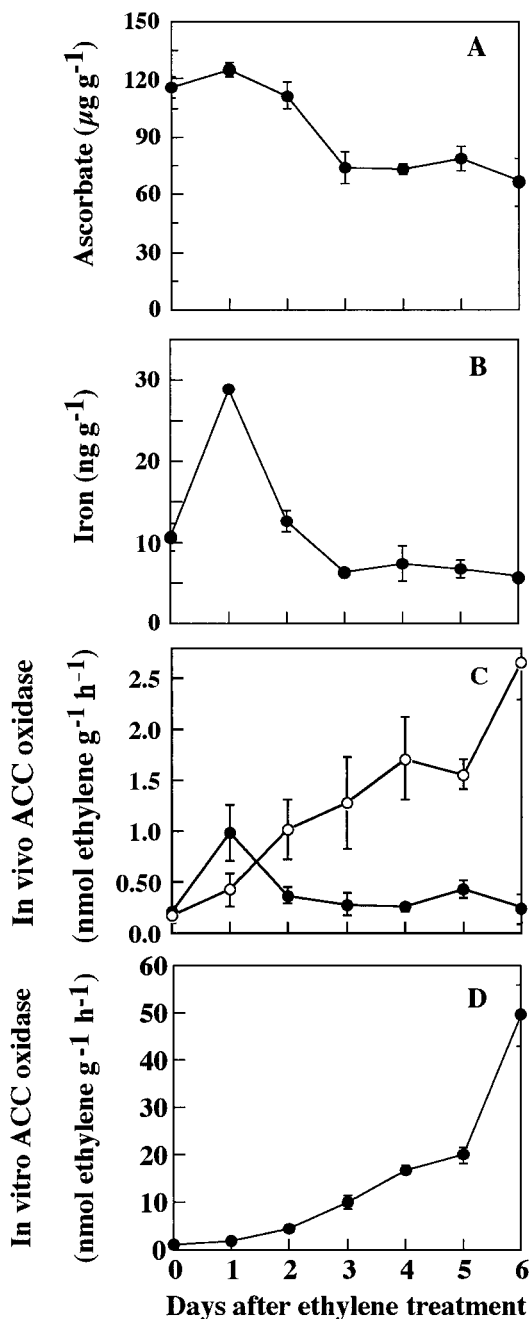 A
Ascorbate (µg g-1)
150
120
90
60
30
0
B
Iron (ng g-1)
30
20
10
0
C
In vivo ACC oxidase
(nmol ethylene g-1 h-1)
2.5
2.0
1.5
1.0
0.50
0.0
D
In vitro ACC oxidase
(nmol ethylene g-1 h-1)
60
50
40
30
20
10
0
0 1 2 3 4 5 6
Days after ethylene treatment